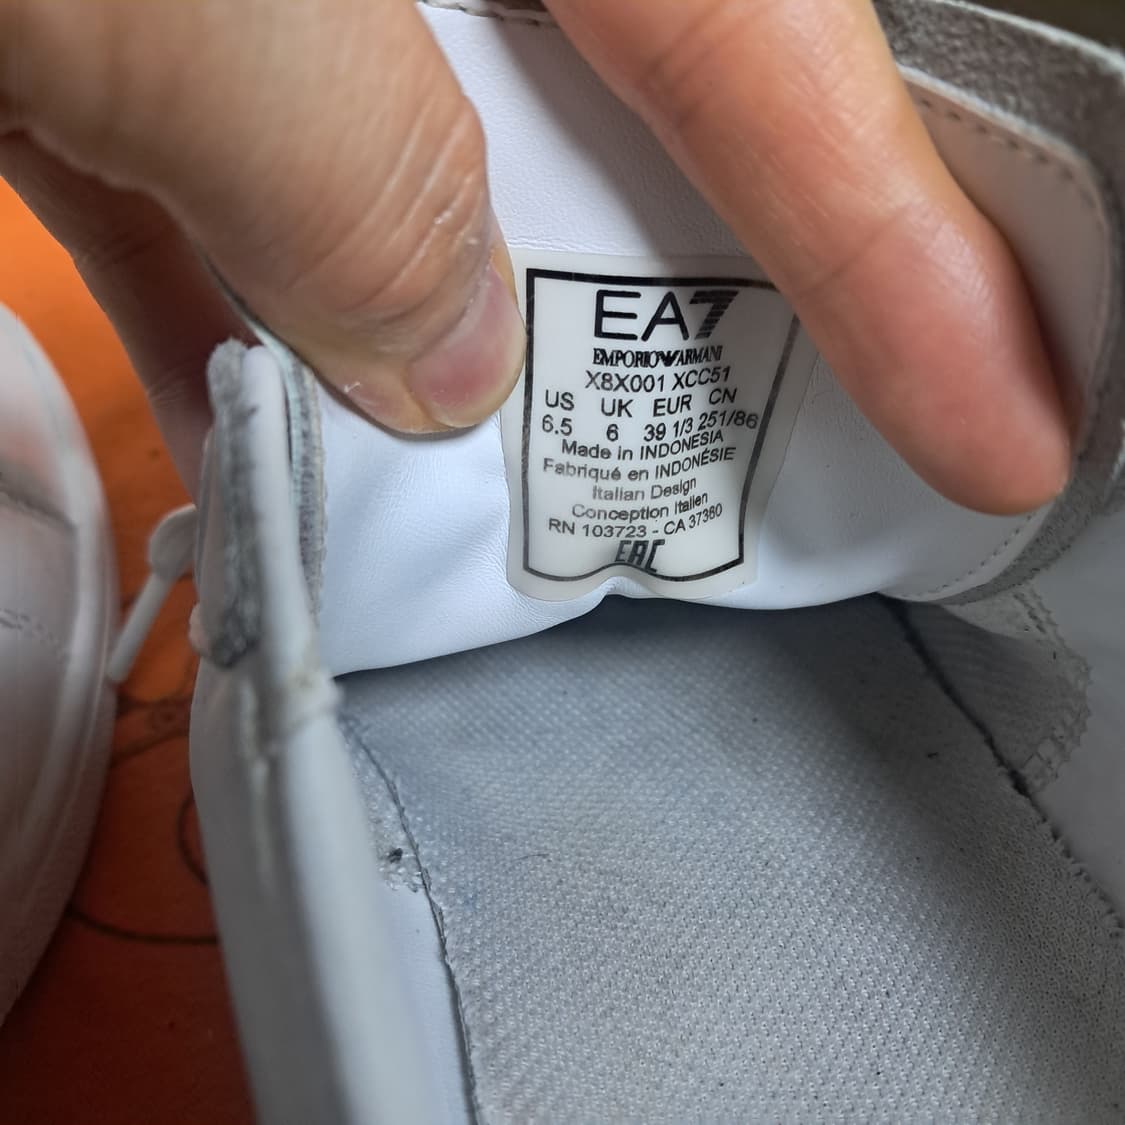 EA7
EMPORIO ARMANI
X8X001 XCC51
US UK EUR CN
6.5 6 39 1/3 251/86
Made in INDONESIA
Fabriqué en INDONÉSIE
Italian Design
Conception Italien
RN 103723 - CA 37360
EAC